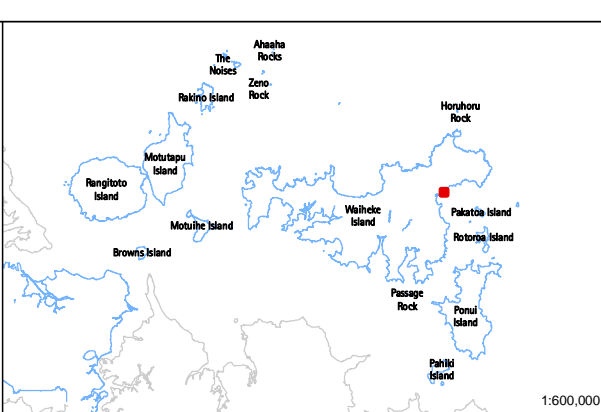 Ahaaha
Rocks
The
Noises
Zeno
Rock
Rakino Island
Horuhoru
Rock
Motutapu
Island
Rangitoto
Island
Waiheke
Island
Pakatoa Island
Motuihe Island
Rotoroa Island
Browns Island
Passage
Rock
Ponui
Island
Pahiki
Island
1:600,000